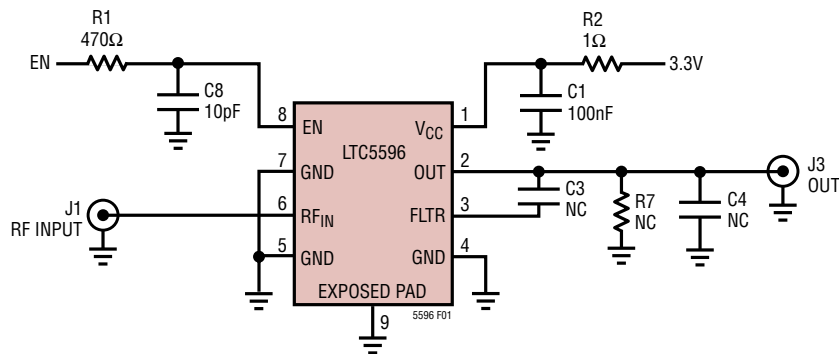 R1
470Ω
EN
C8
10pF
R2
1Ω
3.3V
C1
100nF
8
EN
1
VCC
LTC5596
7
GND
OUT
2
J3
OUT
C3
NC
R7
NC
C4
NC
J1
RF INPUT
6
RFIN
FLTR
3
5
GND
GND
4
EXPOSED PAD
9
5596 F01